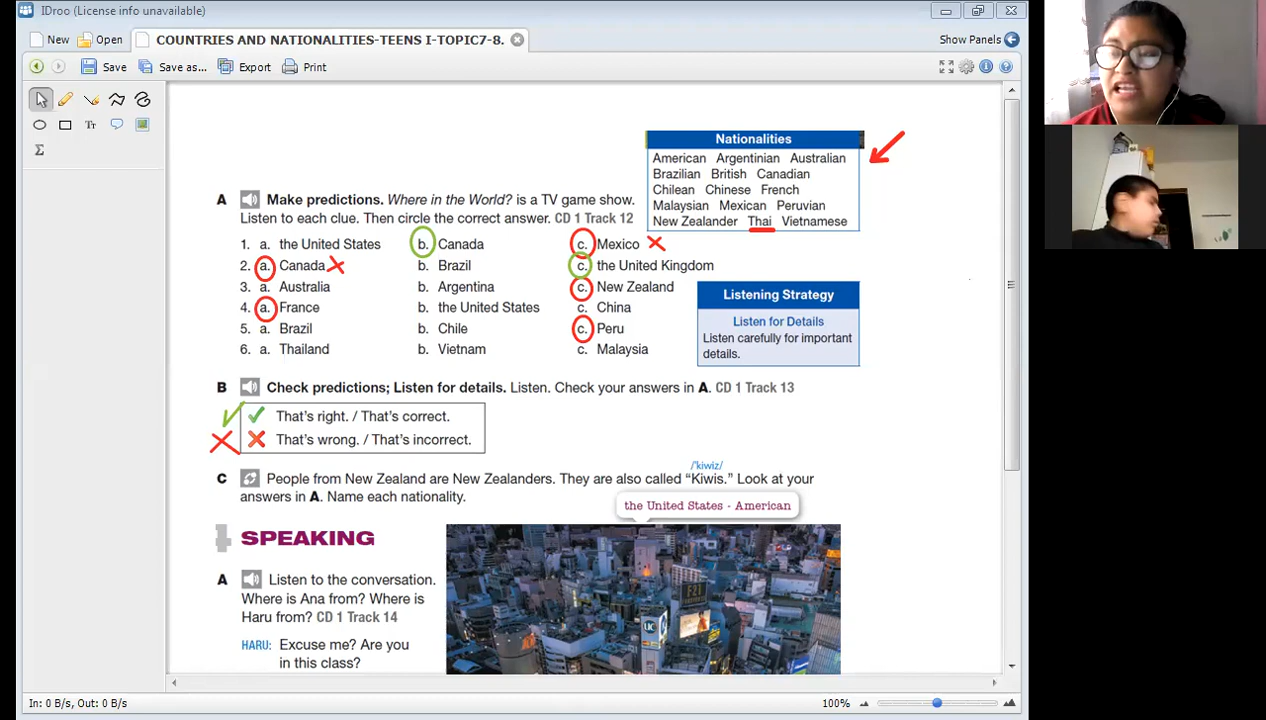 IDroo (License info unavailable)
New Open COUNTRIES AND NATIONALITIES-TEENS I-TOPIC7-8. Show Panels
Save Save as... Export Print
Tт
Σ
Nationalities
American Argentinian Australian
Brazilian British Canadian
Chilean Chinese French
Malaysian Mexican Peruvian
New Zealander Thai Vietnamese
A Make predictions. Where in the World? is a TV game show.
Listen to each clue. Then circle the correct answer. CD 1 Track 12
1. a. the United States b. Canada c. Mexico
2. a. Canada b. Brazil c. the United Kingdom
3. a. Australia b. Argentina c. New Zealand
4. a. France b. the United States c. China
5. a. Brazil b. Chile c. Peru
6. a. Thailand b. Vietnam c. Malaysia
Listening Strategy
Listen for Details
Listen carefully for important
details.
B Check predictions; Listen for details. Listen. Check your answers in A. CD 1 Track 13
That's right. / That's correct.
That's wrong. / That's incorrect.
/'kiwiz/
C People from New Zealand are New Zealanders. They are also called “Kiwis.” Look at your
answers in A. Name each nationality.
the United States - American
SPEAKING
A Listen to the conversation.
Where is Ana from? Where is
Haru from? CD 1 Track 14
HARU: Excuse me? Are you
in this class?
F21
UC
In: 0 B/s, Out: 0 B/s 100%